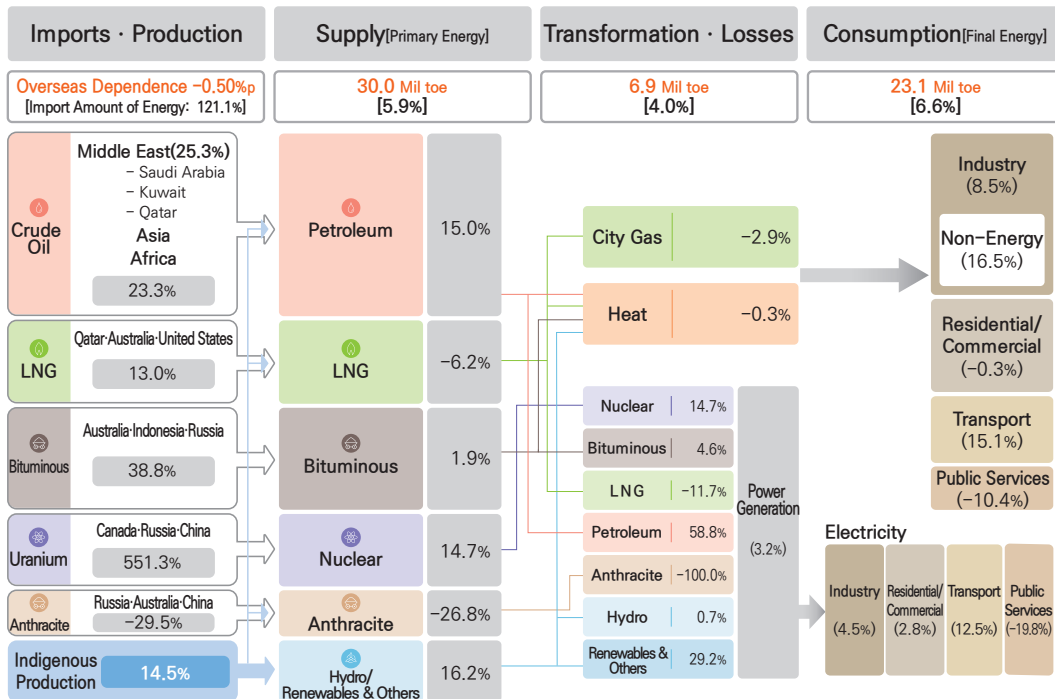 Imports · Production
Supply[Primary Energy]
Transformation · Losses
Consumption[Final Energy]
Overseas Dependence −0.50%p
[Import Amount of Energy: 121.1%]
30.0 Mil toe
[5.9%]
6.9 Mil toe
[4.0%]
23.1 Mil toe
[6.6%]
Crude
Oil
Middle East(25.3%)
− Saudi Arabia
− Kuwait
− Qatar
Asia
Africa
23.3%
LNG
Qatar·Australia·United States
13.0%
Bituminous
Australia·Indonesia·Russia
38.8%
Uranium
Canada·Russia·China
551.3%
Anthracite
Russia·Australia·China
−29.5%
Indigenous
Production
14.5%
Petroleum
15.0%
LNG
−6.2%
Bituminous
1.9%
Nuclear
14.7%
Anthracite
−26.8%
Hydro/
Renewables & Others
16.2%
City Gas
−2.9%
Heat
−0.3%
Nuclear
14.7%
Bituminous
4.6%
LNG
−11.7%
Petroleum
58.8%
Anthracite
−100.0%
Hydro
0.7%
Renewables &
Others
29.2%
Power
Generation
(3.2%)
Industry
(8.5%)
Non-Energy
(16.5%)
Residential/
Commercial
(−0.3%)
Transport
(15.1%)
Public Services
(−10.4%)
Electricity
Industry
(4.5%)
Residential/
Commercial
(2.8%)
Transport
(12.5%)
Public
Services
(−19.8%)